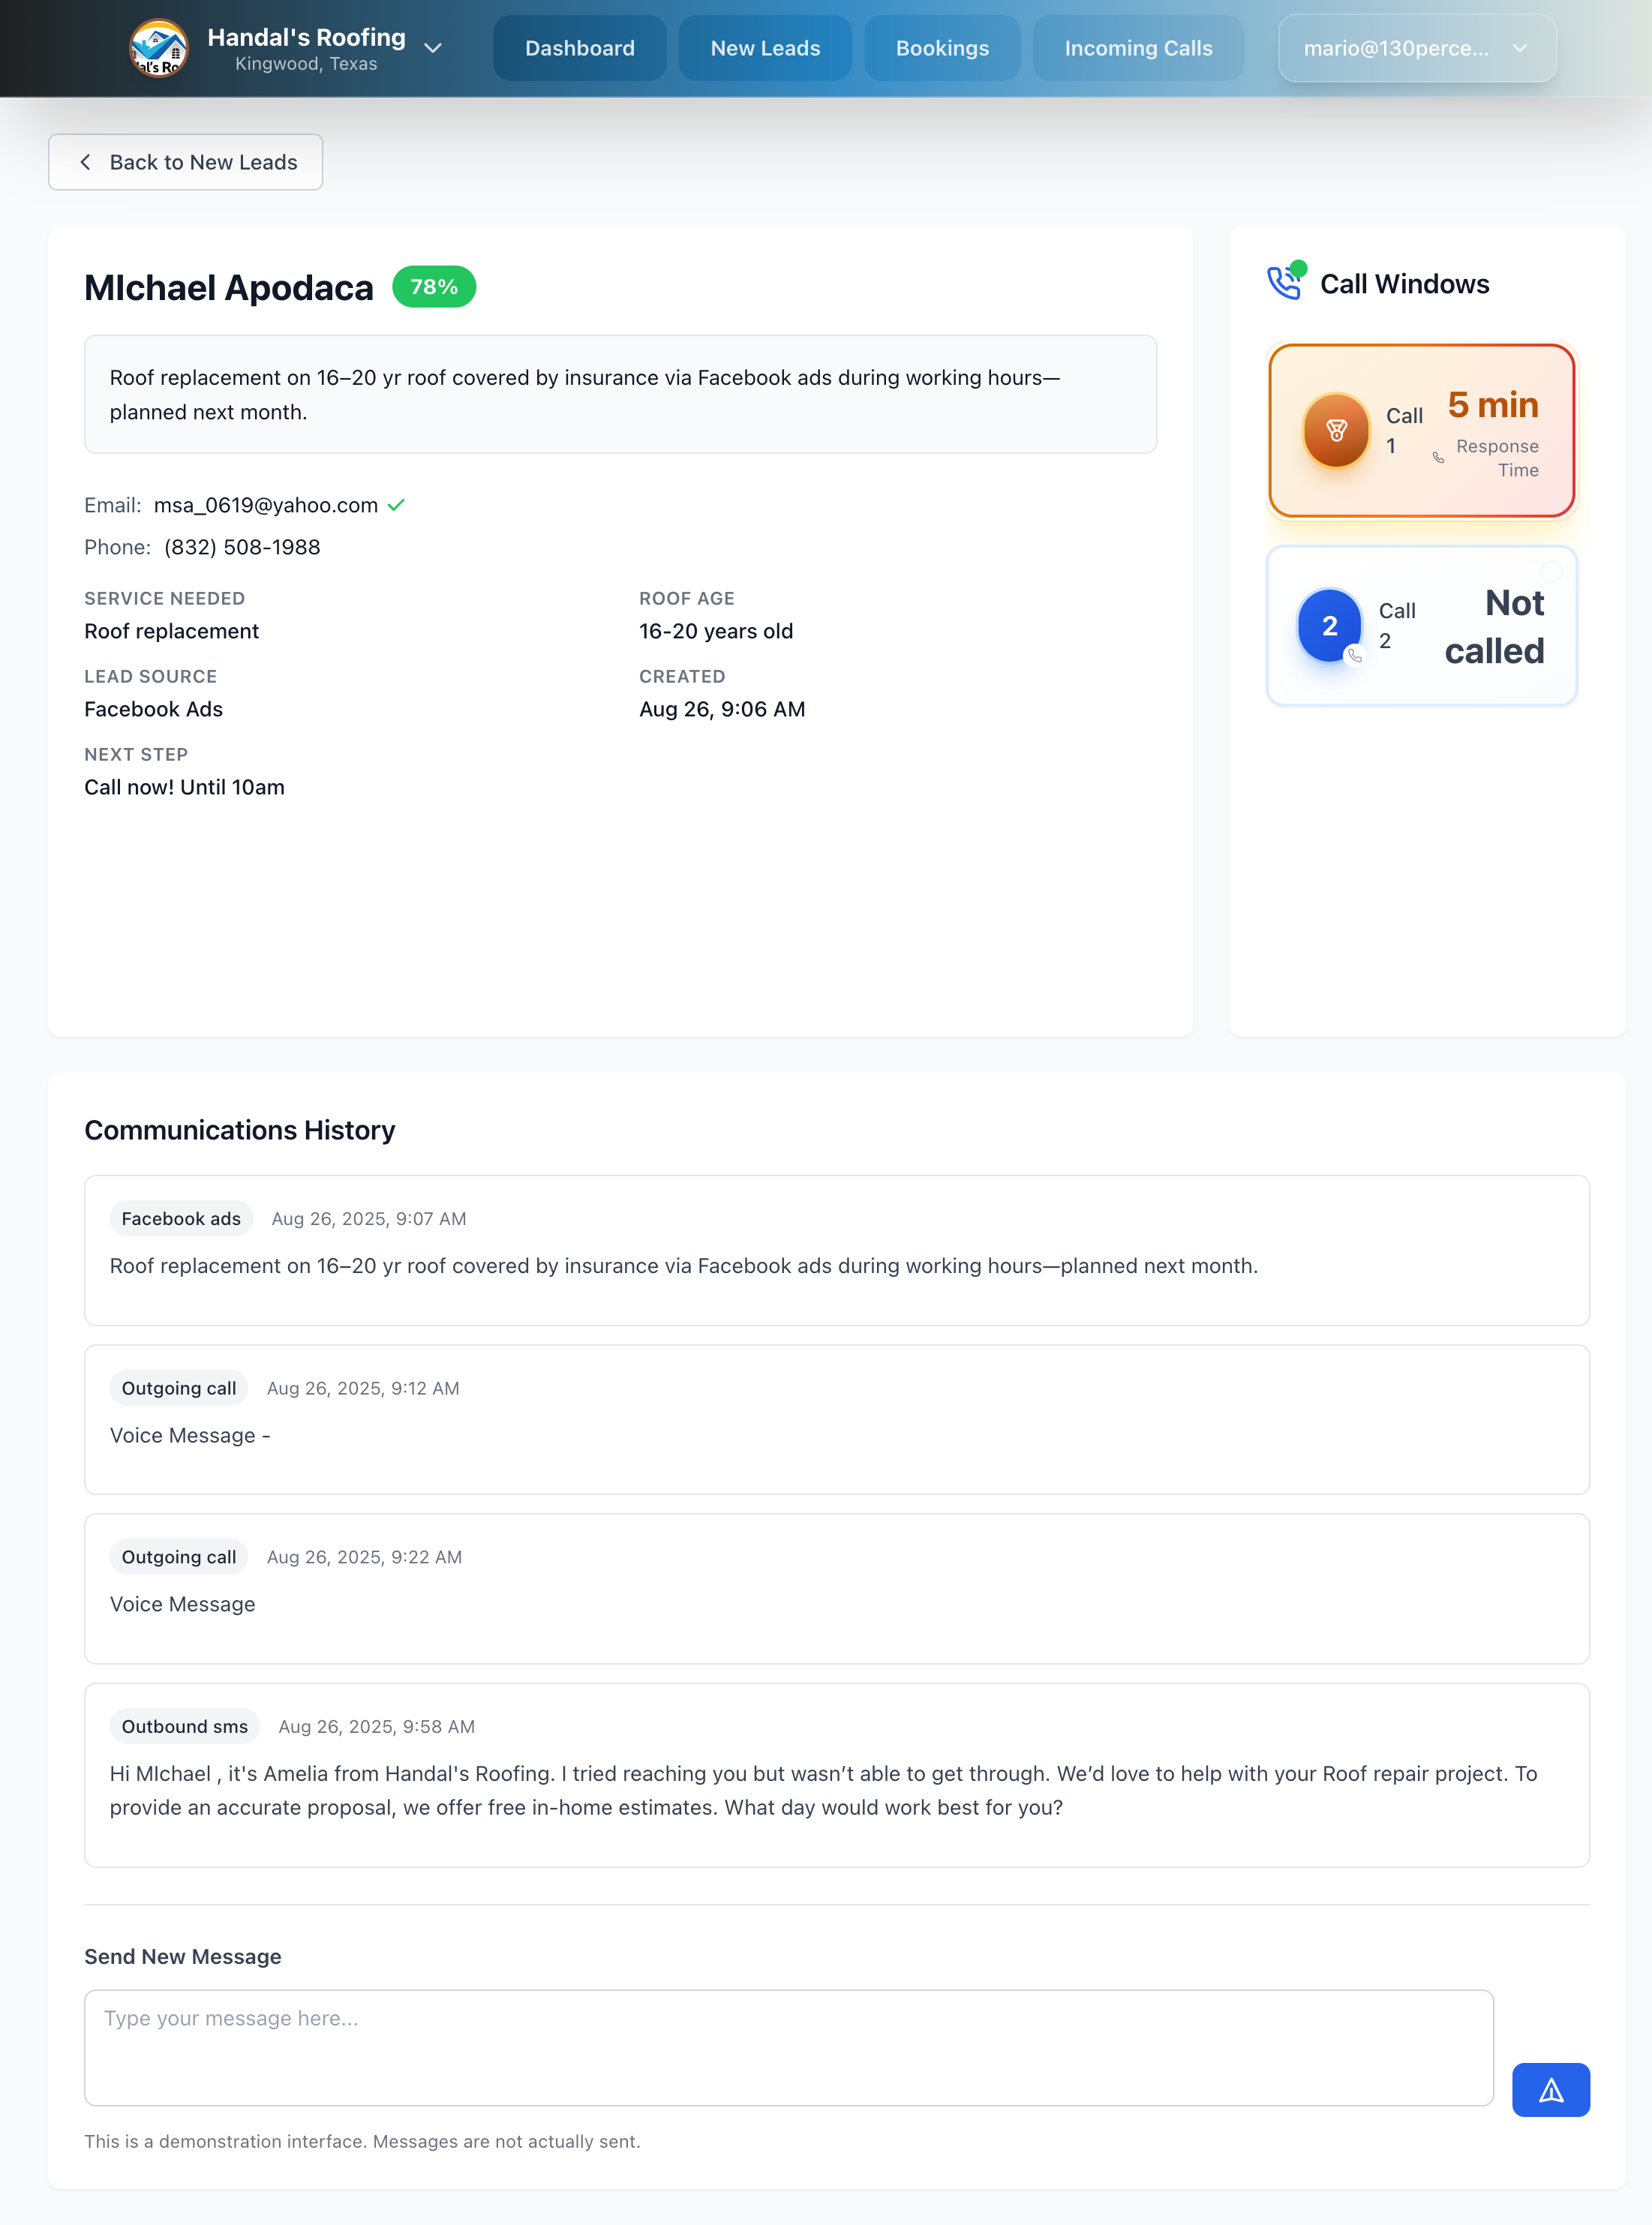 al's Ro
Handal's Roofing
Kingwood, Texas
Dashboard
New Leads
Bookings
Incoming Calls
mario@130perce...
Back to New Leads
MIchael Apodaca
78%
Roof replacement on 16–20 yr roof covered by insurance via Facebook ads during working hours—
planned next month.
Email: msa_0619@yahoo.com
Phone: (832) 508-1988
SERVICE NEEDED
Roof replacement
ROOF AGE
16-20 years old
LEAD SOURCE
Facebook Ads
CREATED
Aug 26, 9:06 AM
NEXT STEP
Call now! Until 10am
Call Windows
Call
1
5 min
Response
Time
2
Call
2
Not
called
Communications History
Facebook ads Aug 26, 2025, 9:07 AM
Roof replacement on 16–20 yr roof covered by insurance via Facebook ads during working hours—planned next month.
Outgoing call Aug 26, 2025, 9:12 AM
Voice Message -
Outgoing call Aug 26, 2025, 9:22 AM
Voice Message
Outbound sms Aug 26, 2025, 9:58 AM
Hi MIchael , it's Amelia from Handal's Roofing. I tried reaching you but wasn’t able to get through. We’d love to help with your Roof repair project. To
provide an accurate proposal, we offer free in-home estimates. What day would work best for you?
Send New Message
Type your message here...
This is a demonstration interface. Messages are not actually sent.